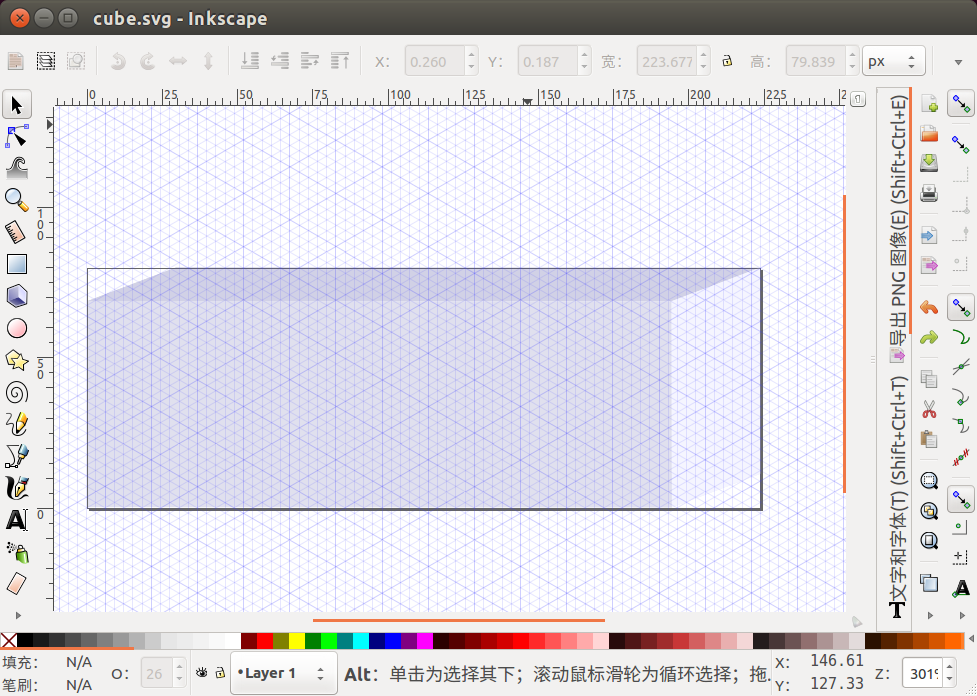 cube.svg - Inkscape
X: 0.260 Y: 0.187 宽: 223.677 高: 79.839 px
0 25 50 75 100 125 150 175 200 225 2
100
50
0
导出 PNG 图像(E) (Shift+Ctrl+E)
文字和字体(T) (Shift+Ctrl+T)
填充: N/A O: 26 •Layer 1 Alt：单击为选择其下；滚动鼠标滑轮为循环选择；拖… X: 146.61 Z: 301%
笔刷: N/A Y: 127.33